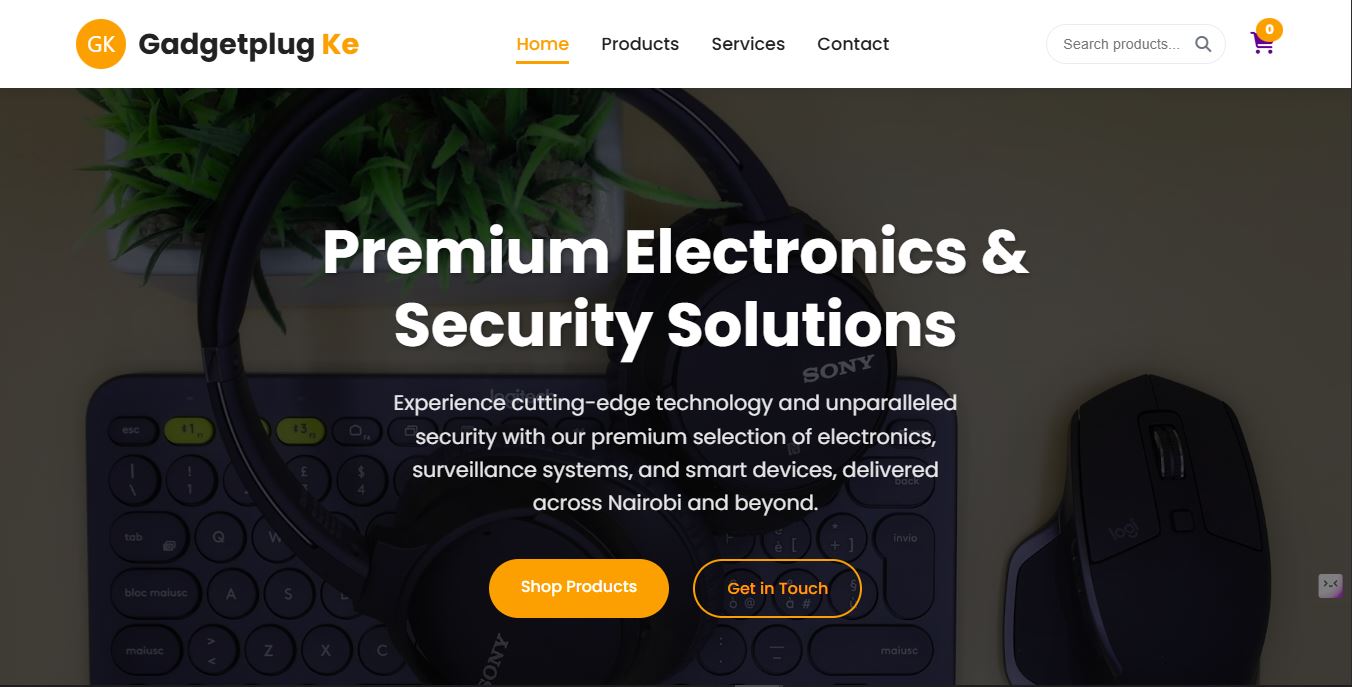 GK Gadgetplug Ke
Home Products Services Contact
Search products...
0
Premium Electronics &
Security Solutions
Experience cutting-edge technology and unparalleled
security with our premium selection of electronics,
surveillance systems, and smart devices, delivered
across Nairobi and beyond.
Shop Products
Get in Touch
SONY
logitech
esc
back
tab
Q
W
invio
bloc maiusc
A
S
maiusc
Z
X
C
maiusc
SONY
logi